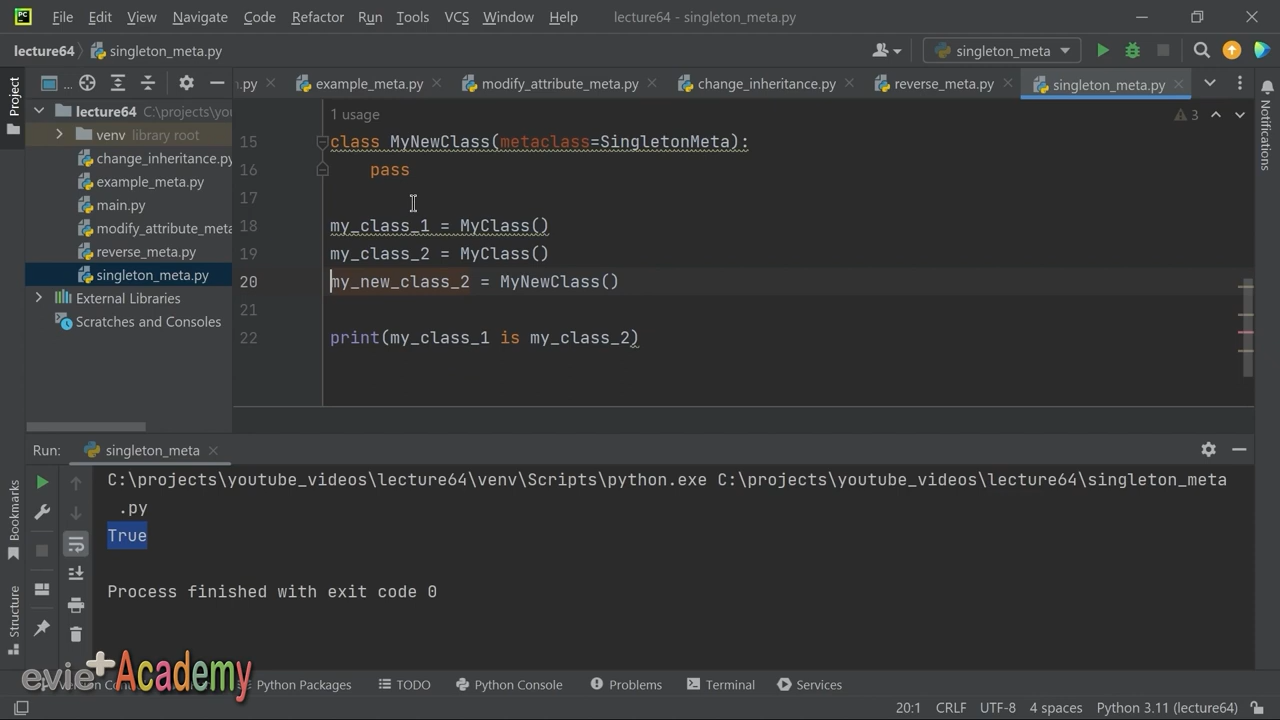 File Edit View Navigate Code Refactor Run Tools VCS Window Help lecture64 - singleton_meta.py
lecture64 singleton_meta.py singleton_meta
Project ... .py example_meta.py modify_attribute_meta.py change_inheritance.py reverse_meta.py singleton_meta.py
lecture64 C:\projects\you
venv library root
change_inheritance.py
example_meta.py
main.py
modify_attribute_meta
reverse_meta.py
singleton_meta.py
External Libraries
Scratches and Consoles
1 usage
3
15 class MyNewClass(metaclass=SingletonMeta):
16 pass
17
18 my_class_1 = MyClass()
19 my_class_2 = MyClass()
20 my_new_class_2 = MyNewClass()
21
22 print(my_class_1 is my_class_2)
Notifications
Run: singleton_meta
C:\projects\youtube_videos\lecture64\venv\Scripts\python.exe C:\projects\youtube_videos\lecture64\singleton_meta
.py
True
Process finished with exit code 0
Bookmarks
Structure
evie+Academy
Python Packages TODO Python Console Problems Terminal Services
20:1 CRLF UTF-8 4 spaces Python 3.11 (lecture64)